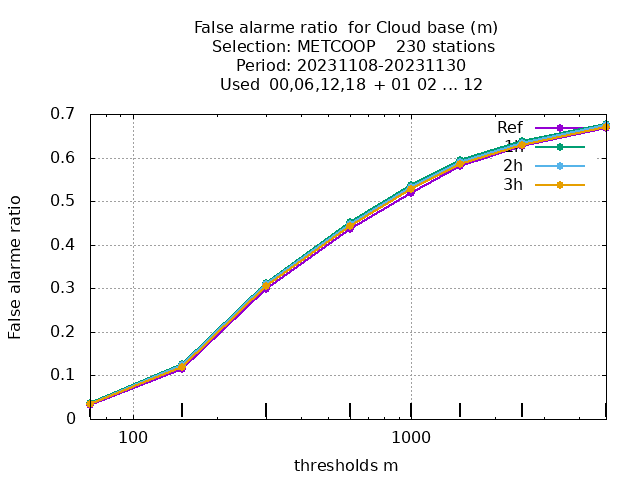 False alarme ratio  for Cloud base (m)
Selection: METCOOP    230 stations
Period: 20231108-20231130
Used  00,06,12,18  + 01 02 ... 12
0.7
0.6
0.5
0.4
0.3
0.2
0.1
0
False alarme ratio
Ref
1h
2h
3h
100
1000
thresholds m